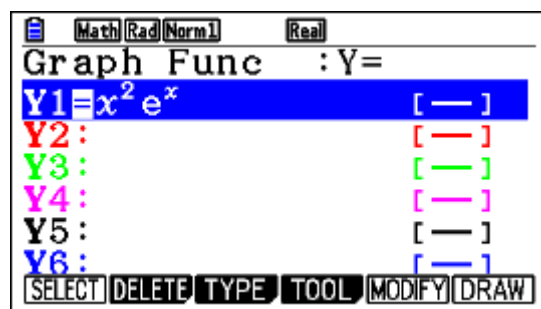 Math Rad Norm1 Real
Graph Func :Y=
Y1=x²eˣ [—]
Y2: [—]
Y3: [—]
Y4: [—]
Y5: [—]
Y6: [—]
SELECT DELETE TYPE TOOL MODIFY DRAW